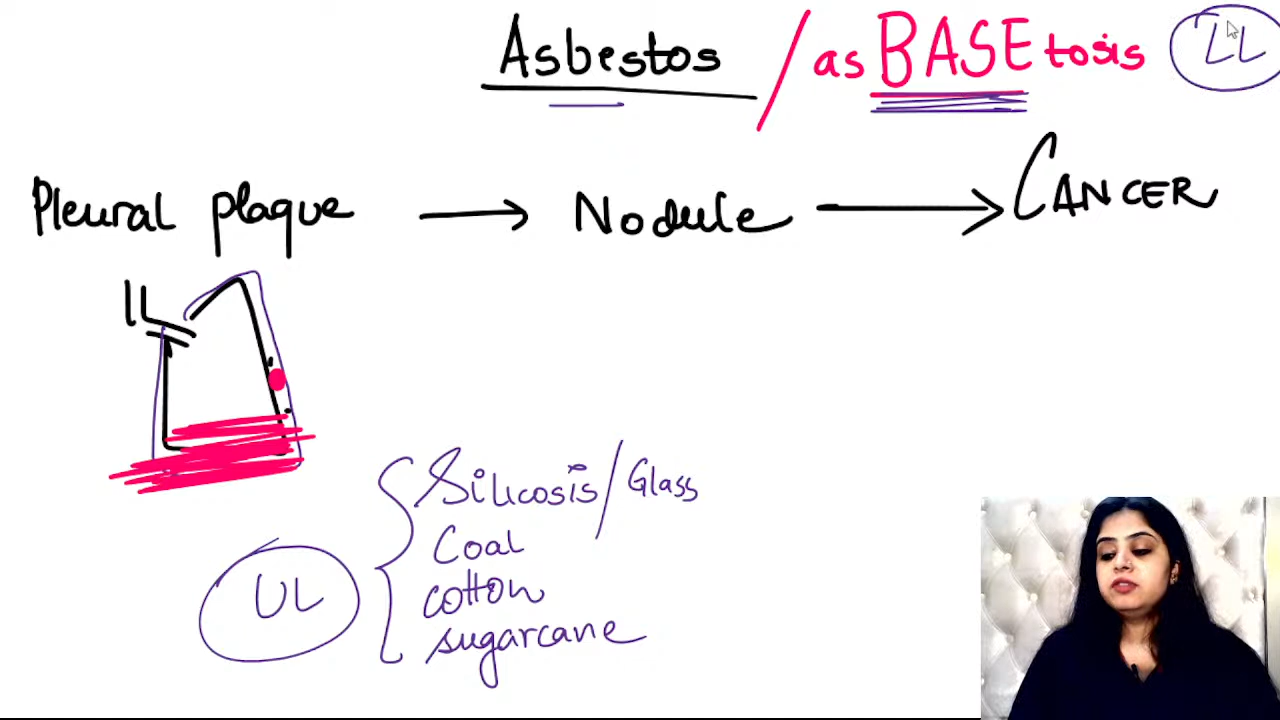 Asbestos / asBASEtosis LL
Pleural plaque → Nodule → CANCER
LL
Silicosis/Glass
Coal
UL
cotton
sugarcane